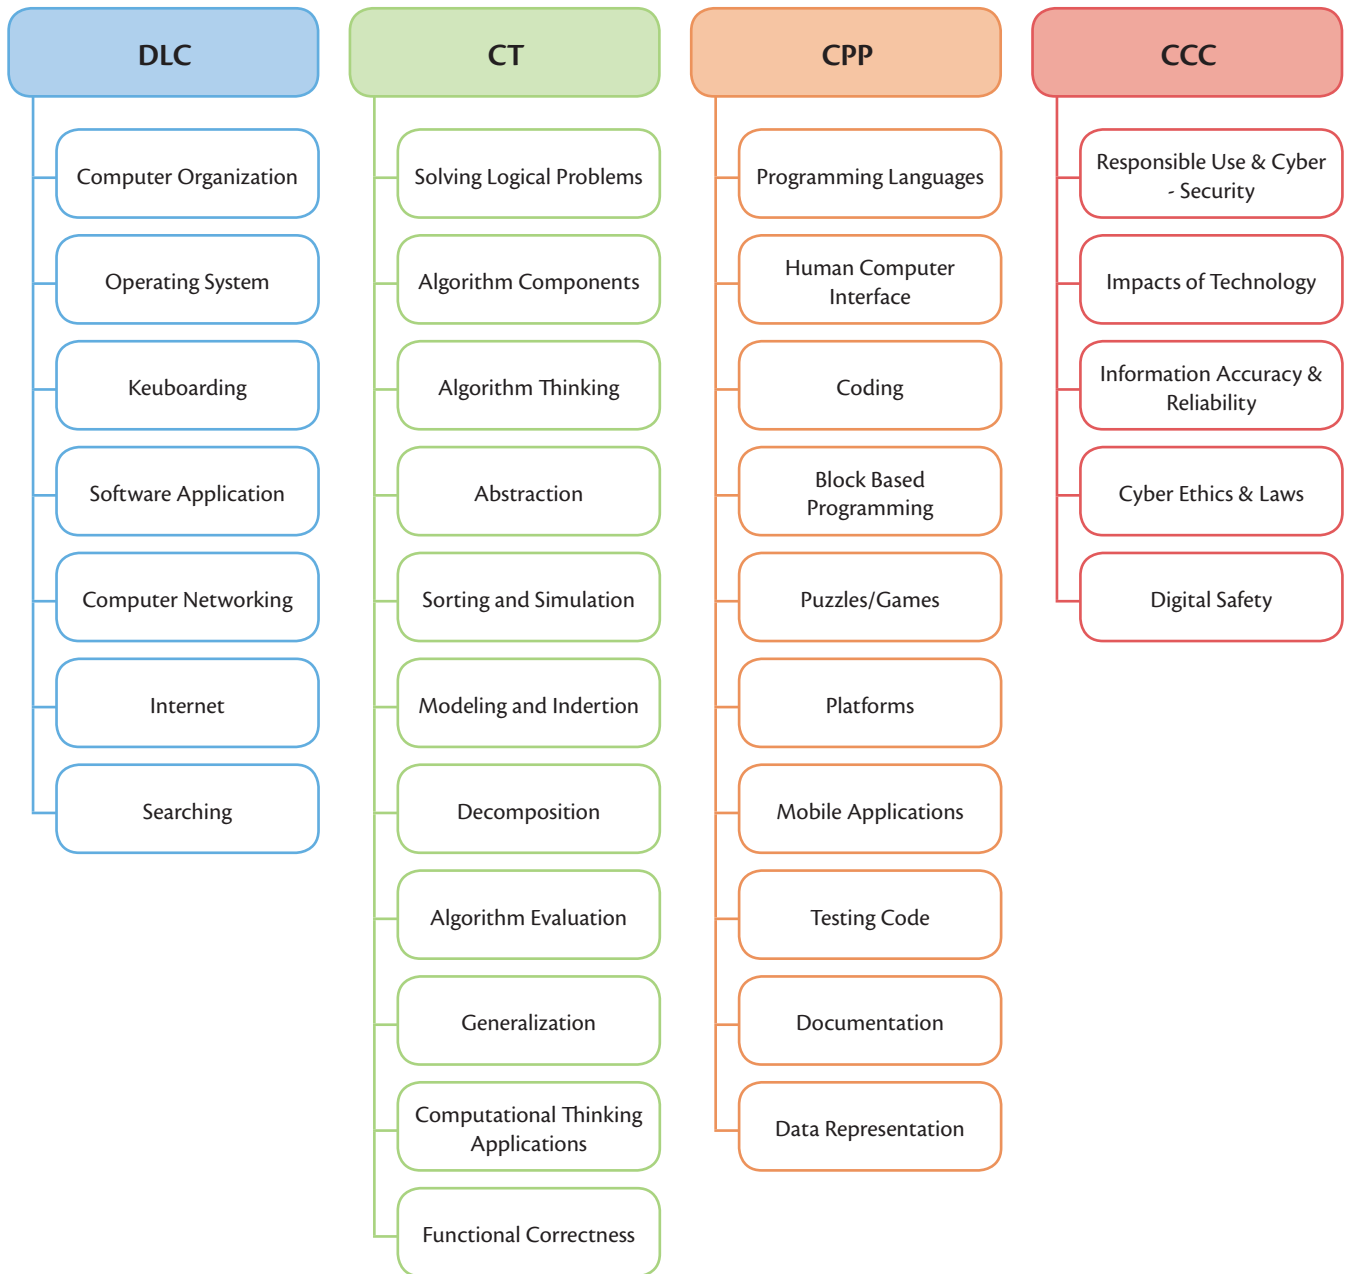 DLC
Computer Organization
Operating System
Keuboarding
Software Application
Computer Networking
Internet
Searching
CT
Solving Logical Problems
Algorithm Components
Algorithm Thinking
Abstraction
Sorting and Simulation
Modeling and Indertion
Decomposition
Algorithm Evaluation
Generalization
Computational Thinking
Applications
Functional Correctness
CPP
Programming Languages
Human Computer
Interface
Coding
Block Based
Programming
Puzzles/Games
Platforms
Mobile Applications
Testing Code
Documentation
Data Representation
CCC
Responsible Use & Cyber
- Security
Impacts of Technology
Information Accuracy &
Reliability
Cyber Ethics & Laws
Digital Safety